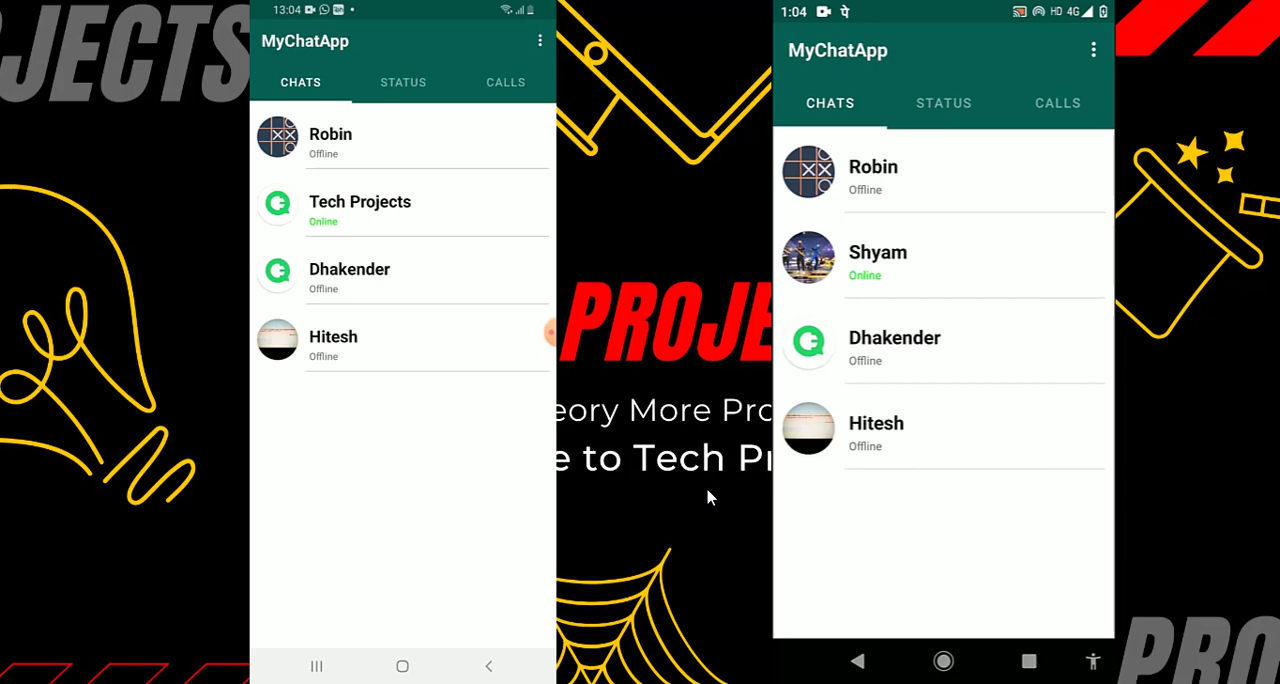 JECTS
13:04
MyChatApp
CHATS STATUS CALLS
Robin
Offline
Tech Projects
Online
Dhakender
Offline
Hitesh
Offline
PROJE
eory More Pro
e to Tech Pr
1:04 HD 4G
MyChatApp
CHATS STATUS CALLS
Robin
Offline
Shyam
Online
Dhakender
Offline
Hitesh
Offline
PRO